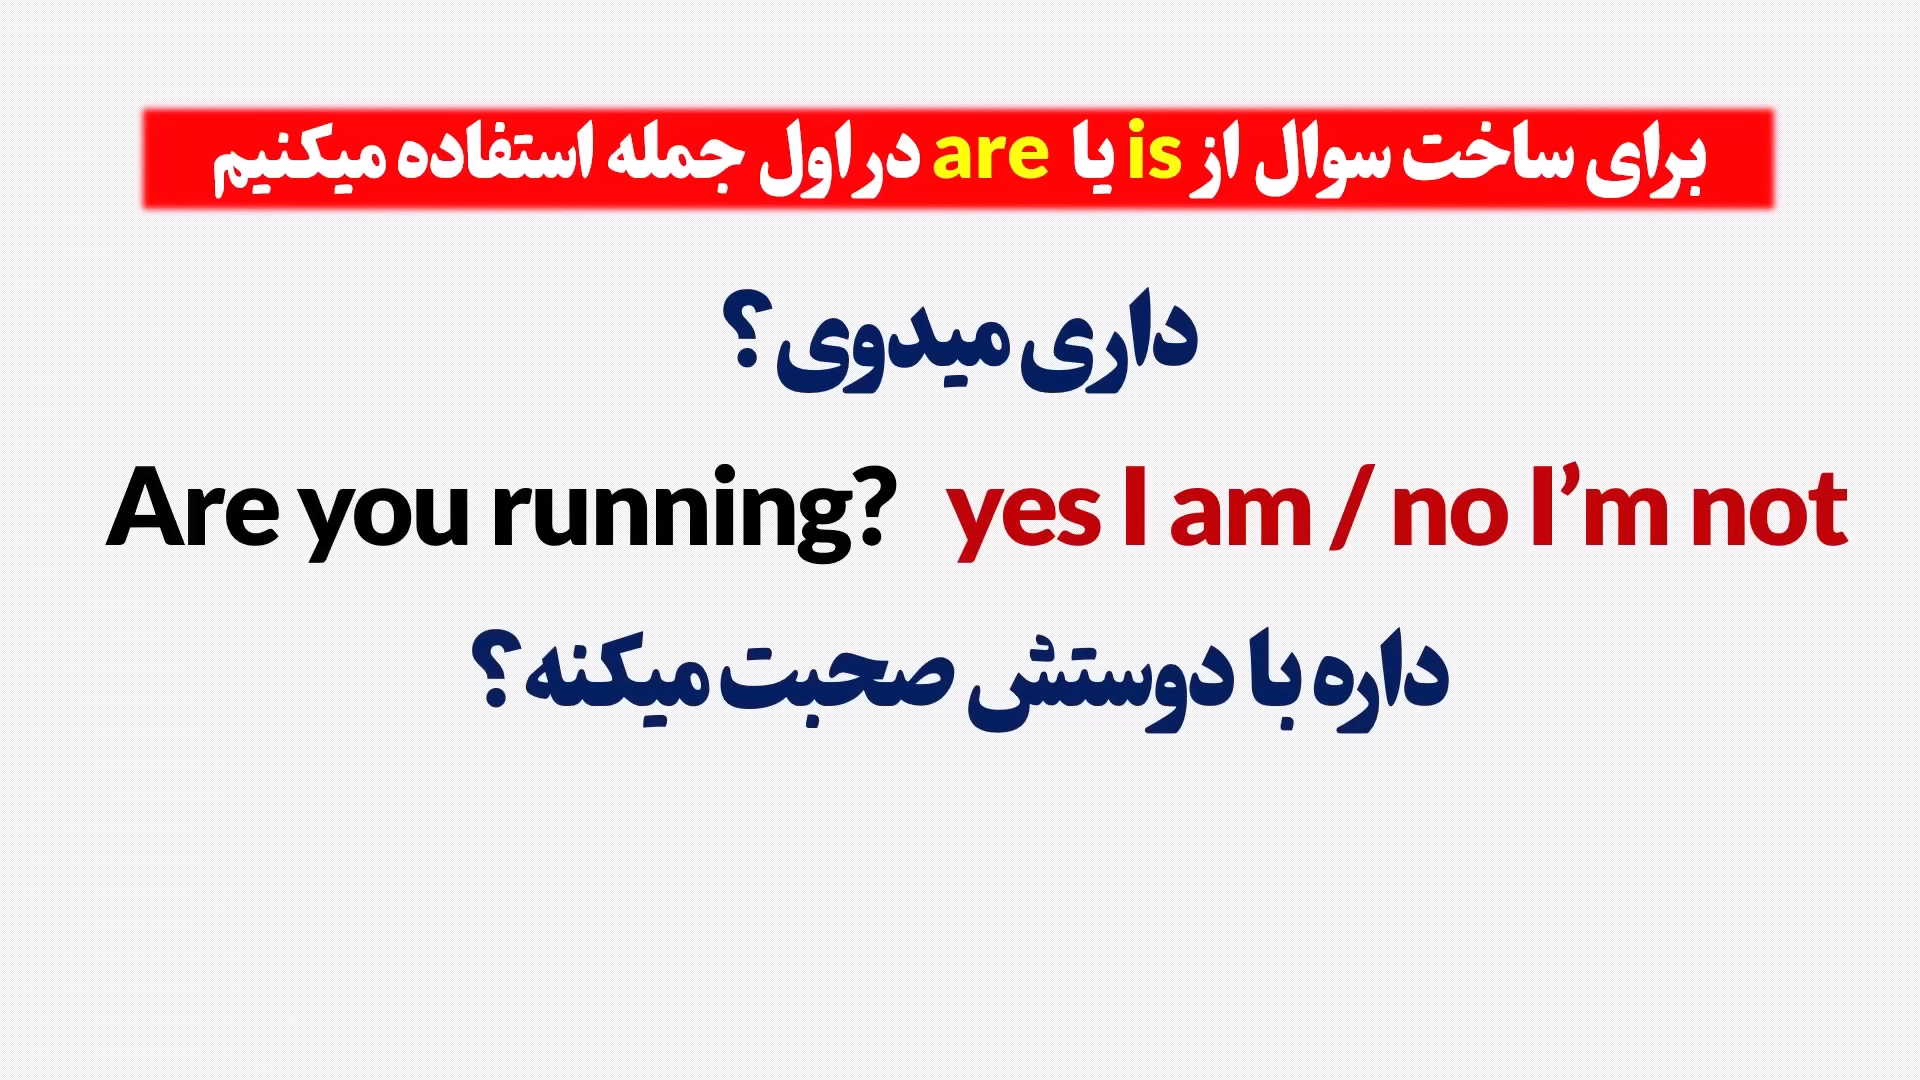 برای ساخت سوال از is یا are در اول جمله استفاده میکنیم
داری میدوی؟
Are you running? yes I am / no I’m not
داره با دوستش صحبت میکنه؟